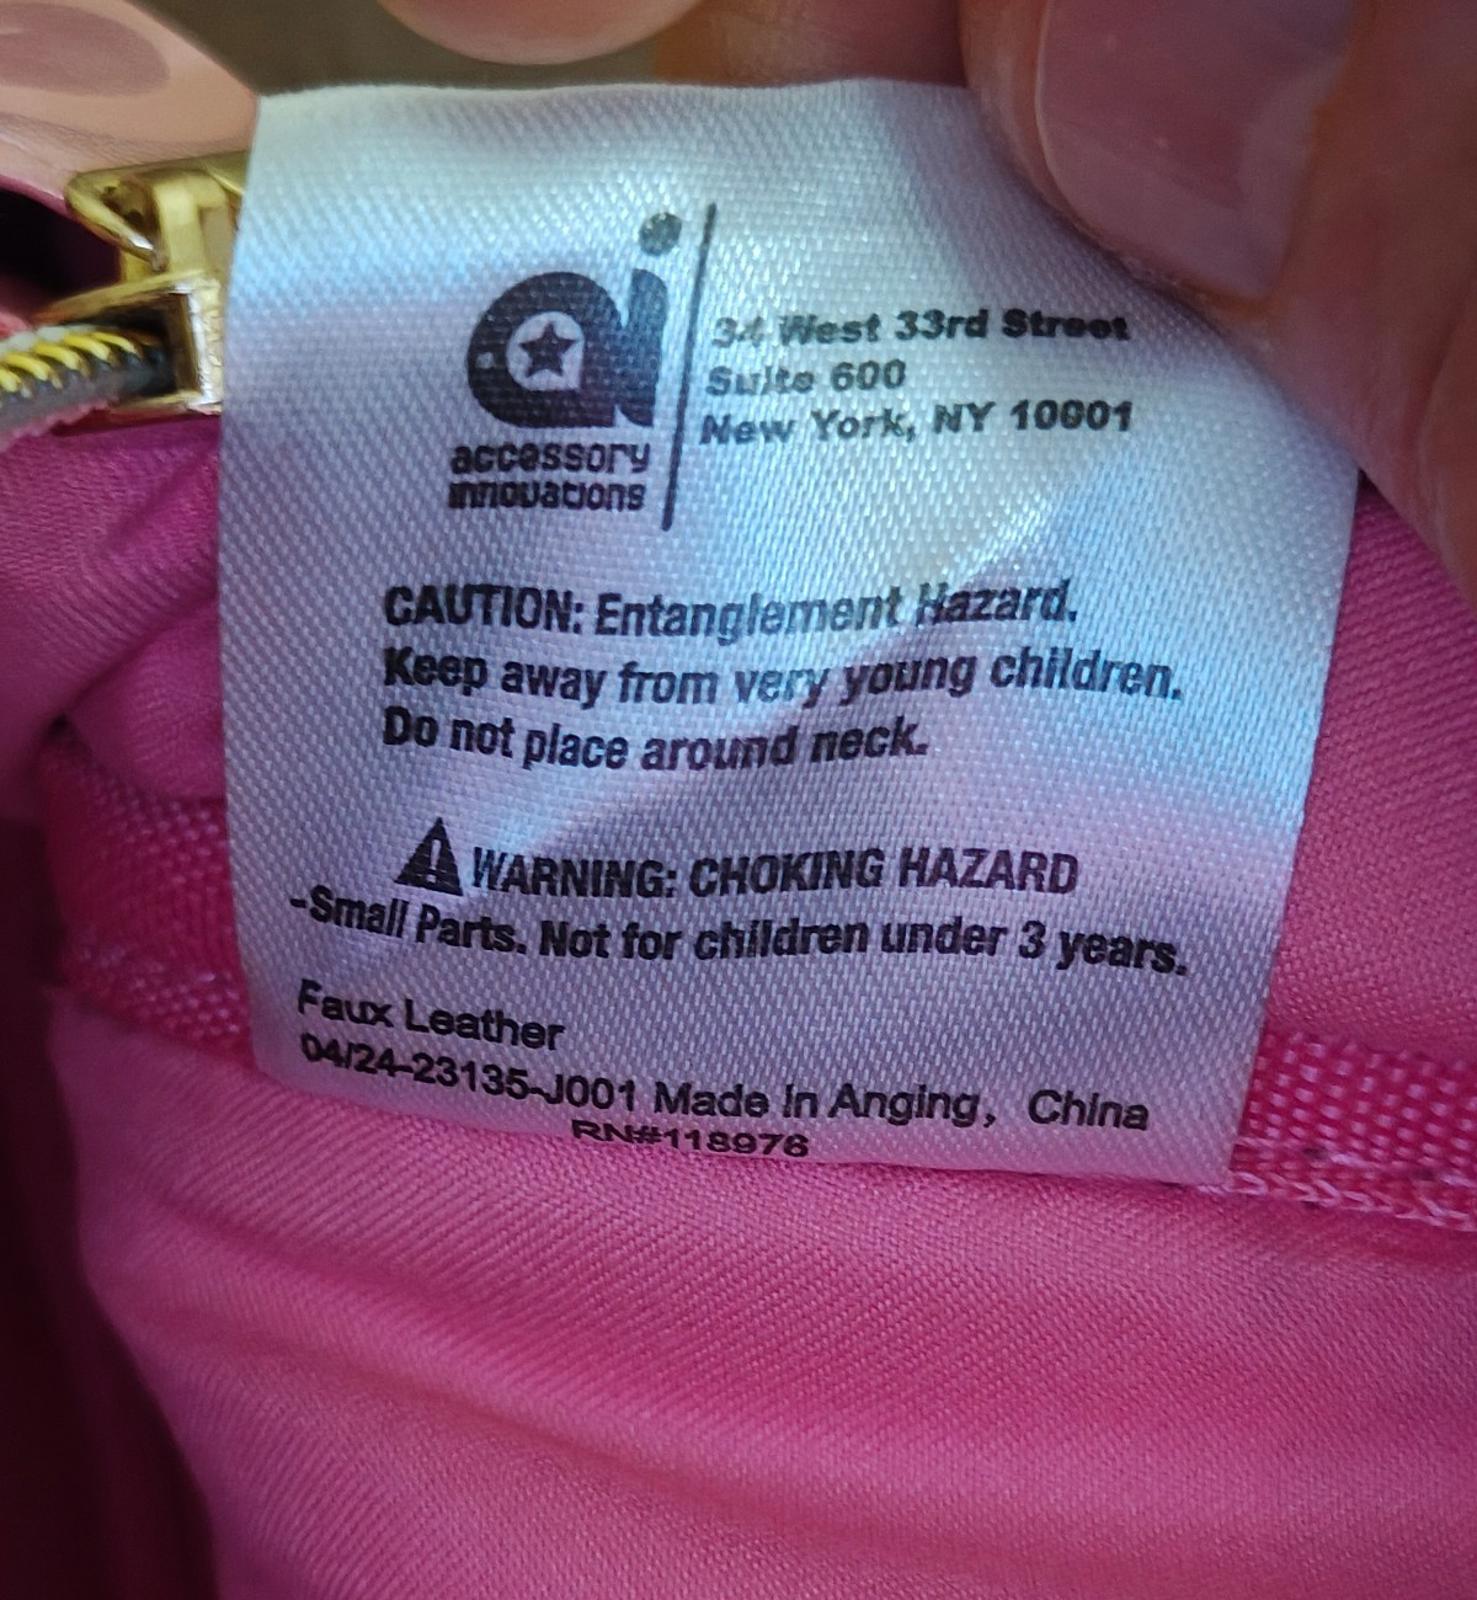 ai
accessory
innovations
34 West 33rd Street
Suite 600
New York, NY 10001
CAUTION: Entanglement Hazard.
Keep away from very young children.
Do not place around neck.
WARNING: CHOKING HAZARD
-Small Parts. Not for children under 3 years.
Faux Leather
04/24-23135-J001 Made in Anging, China
RN#118976